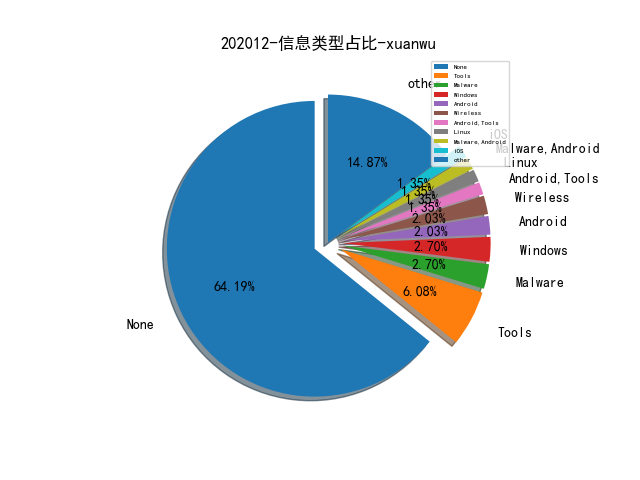 202012-信息类型占比-xuanwu
None
Tools
Malware
Windows
Android
Wireless
Android,Tools
Linux
Malware,Android
iOS
other
other
iOS
Malware,Android
Linux
Android,Tools
Wireless
Android
Windows
Malware
Tools
None
14.87%
1.35%
1.35%
1.35%
1.35%
2.03%
2.03%
2.70%
2.70%
6.08%
64.19%